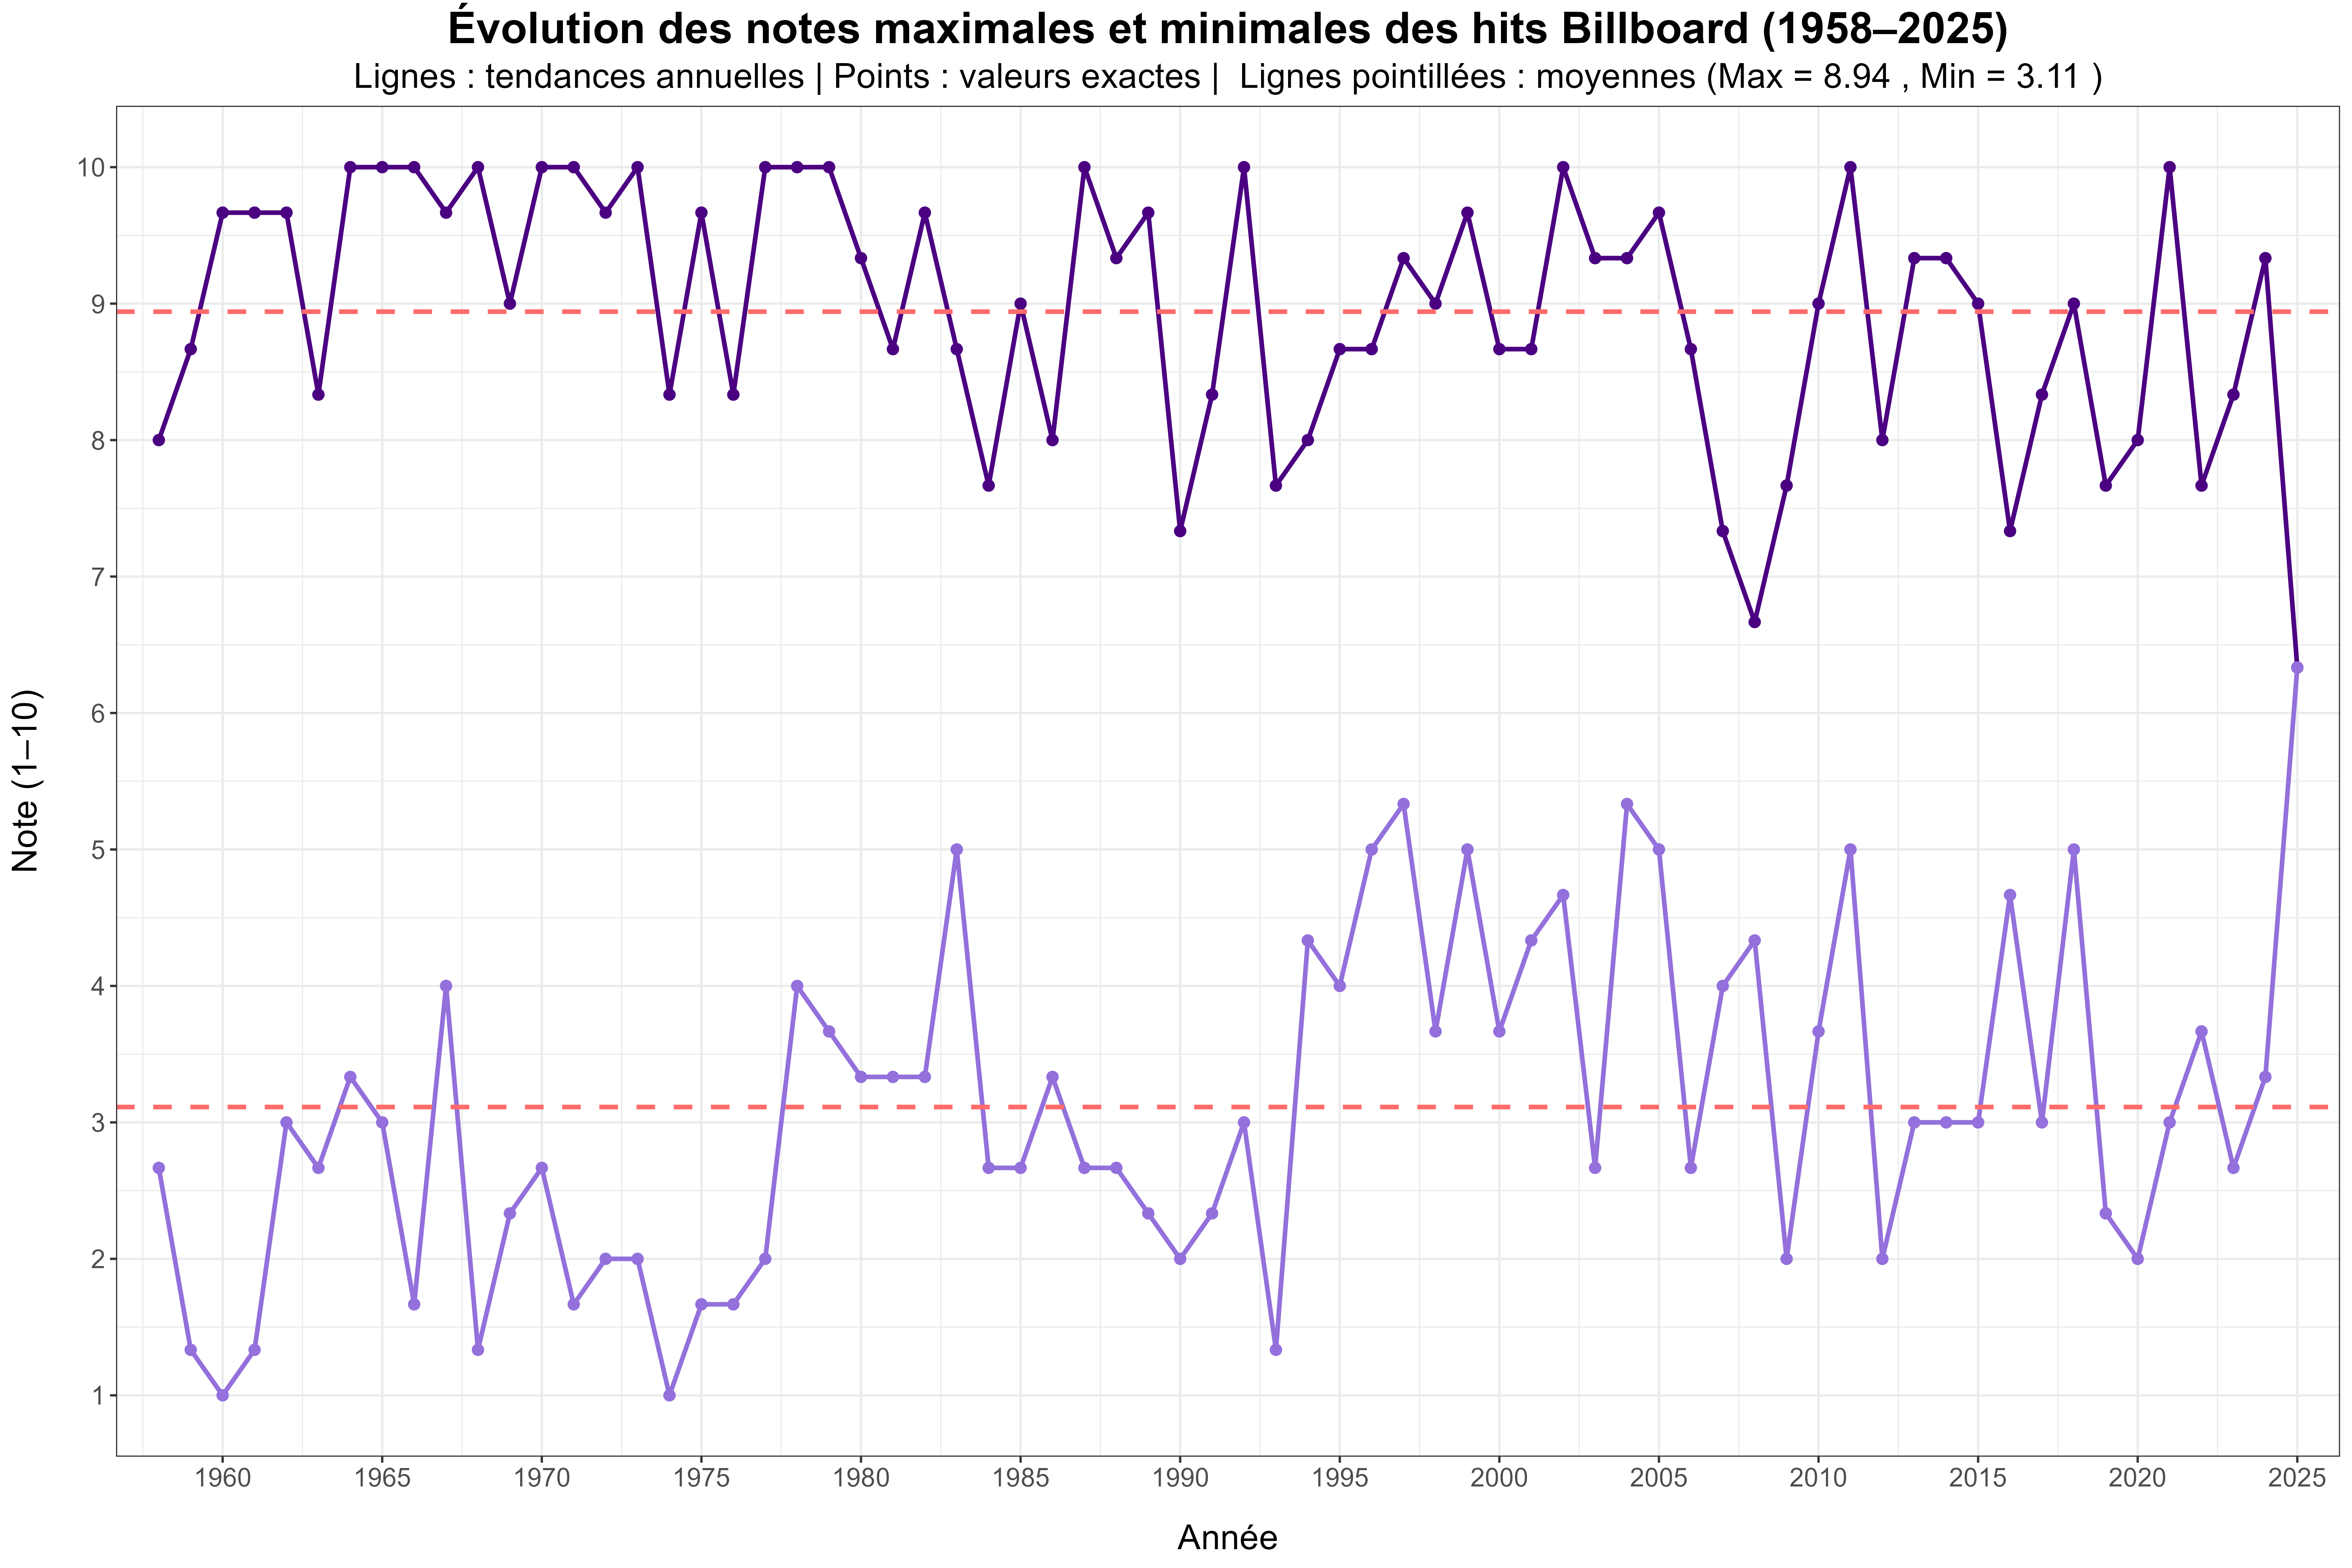 Évolution des notes maximales et minimales des hits Billboard (1958–2025)
Lignes : tendances annuelles | Points : valeurs exactes |  Lignes pointillées : moyennes (Max = 8.94 , Min = 3.11 )
Note (1–10)
10
9
8
7
6
5
4
3
2
1
1960 1965 1970 1975 1980 1985 1990 1995 2000 2005 2010 2015 2020 2025
Année